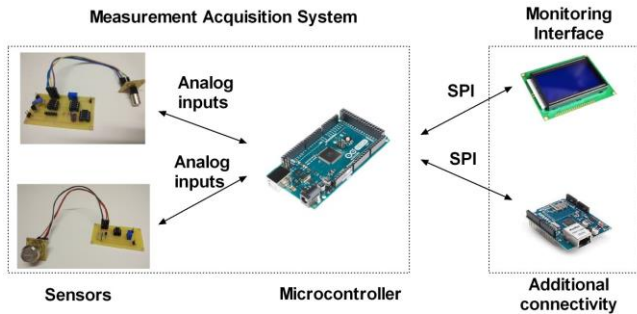 Measurement Acquisition System
Monitoring
Interface
Analog
inputs
SPI
Analog
inputs
SPI
Sensors
Microcontroller
Additional
connectivity